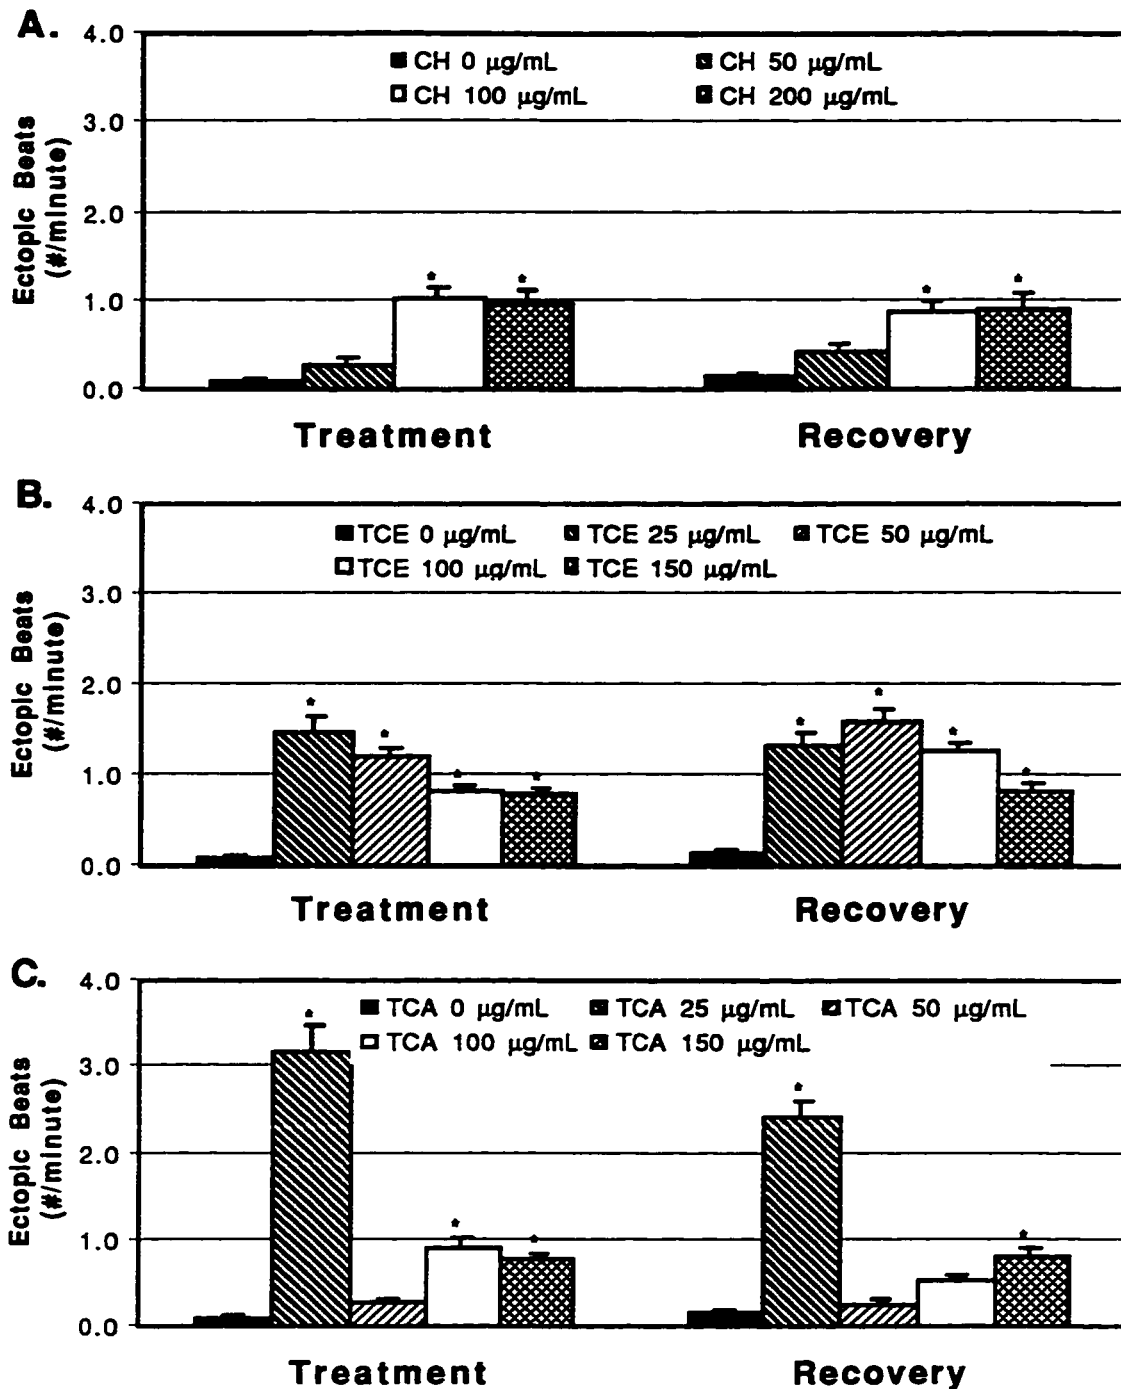 A.
4.0
■ CH 0 µg/mL ▧ CH 50 µg/mL
□ CH 100 µg/mL ▩ CH 200 µg/mL
3.0
2.0
1.0
0.0
Ectopic Beats
(#/minute)
* * * *
Treatment Recovery
B.
4.0
■ TCE 0 µg/mL ▧ TCE 25 µg/mL ▨ TCE 50 µg/mL
□ TCE 100 µg/mL ▩ TCE 150 µg/mL
3.0
2.0
1.0
0.0
Ectopic Beats
(#/minute)
* * * * * * * *
Treatment Recovery
C.
4.0
■ TCA 0 µg/mL ▧ TCA 25 µg/mL ▨ TCA 50 µg/mL
□ TCA 100 µg/mL ▩ TCA 150 µg/mL
3.0
2.0
1.0
0.0
Ectopic Beats
(#/minute)
* * * * *
Treatment Recovery